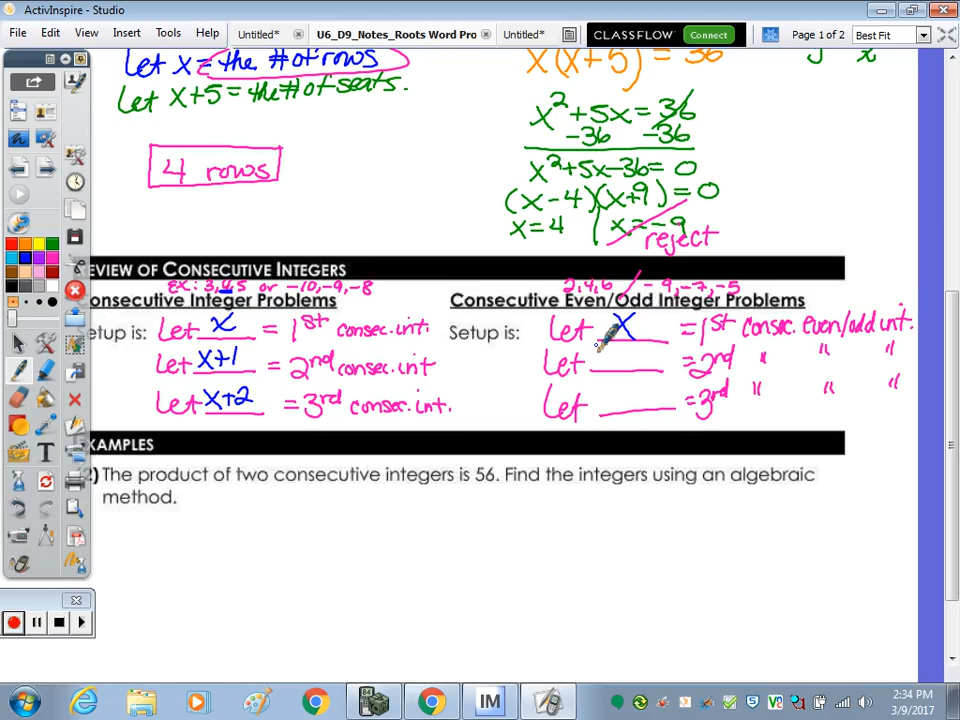 ActivInspire - Studio
File Edit View Insert Tools Help
Untitled* U6_D9_Notes_Roots Word Pro Untitled*
CLASSFLOW Connect
Page 1 of 2 Best Fit
Let x = the # of rows
Let x+5 = the # of seats.
4 rows
x(x+5) = 36
x²+5x=36
-36 -36
x²+5x-36=0
(x-4)(x+9)=0
x=4 x=-9
reject
EVIEW OF CONSECUTIVE INTEGERS
Ex: 3,4,5 or -10,-9,-8
onsecutive Integer Problems
etup is: Let x = 1st consec. int.
Let x+1 = 2nd consec. int
Let x+2 = 3rd consec. int.
2,4,6 / -9,-7,-5
Consecutive Even/Odd Integer Problems
Setup is: Let x = 1st consec. even/odd int.
Let ______ = 2nd " " "
Let ______ = 3rd " " "
XAMPLES
2) The product of two consecutive integers is 56. Find the integers using an algebraic
method.
2:34 PM
3/9/2017